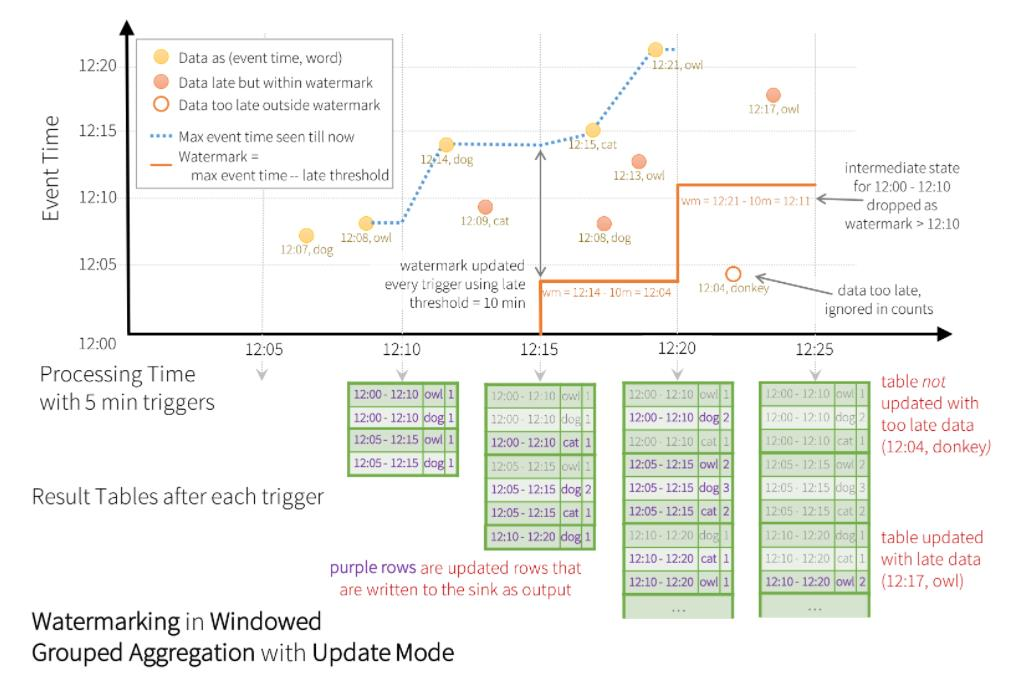 12:20
12:15
12:10
12:05
12:00
Event Time
Data as (event time, word)
Data late but within watermark
Data too late outside watermark
Max event time seen till now
Watermark =
max event time -- late threshold
12:07, dog
12:08, owl
12:14, dog
12:09, cat
12:15, cat
12:13, owl
12:08, dog
12:21, owl
12:17, owl
12:04, donkey
watermark updated
every trigger using late
threshold = 10 min
wm = 12:14 - 10m = 12:04
wm = 12:21 - 10m = 12:11
intermediate state
for 12:00 - 12:10
dropped as
watermark > 12:10
data too late,
ignored in counts
12:05
12:10
12:15
12:20
12:25
Processing Time
with 5 min triggers
Result Tables after each trigger
12:00 - 12:10 owl 1
12:00 - 12:10 dog 1
12:05 - 12:15 owl 1
12:05 - 12:15 dog 1
12:00 - 12:10 owl 1
12:00 - 12:10 dog 1
12:00 - 12:10 cat 1
12:05 - 12:15 owl 1
12:05 - 12:15 dog 2
12:05 - 12:15 cat 1
12:10 - 12:20 dog 1
12:00 - 12:10 owl 1
12:00 - 12:10 dog 2
12:00 - 12:10 cat 1
12:05 - 12:15 owl 2
12:05 - 12:15 dog 3
12:05 - 12:15 cat 2
12:10 - 12:20 dog 1
12:10 - 12:20 cat 1
12:10 - 12:20 owl 1
...
12:00 - 12:10 owl 1
12:00 - 12:10 dog 2
12:00 - 12:10 cat 1
12:05 - 12:15 owl 2
12:05 - 12:15 dog 3
12:05 - 12:15 cat 2
12:10 - 12:20 dog 1
12:10 - 12:20 cat 1
12:10 - 12:20 owl 2
...
table not
updated with
too late data
(12:04, donkey)
table updated
with late data
(12:17, owl)
purple rows are updated rows that
are written to the sink as output
Watermarking in Windowed
Grouped Aggregation with Update Mode